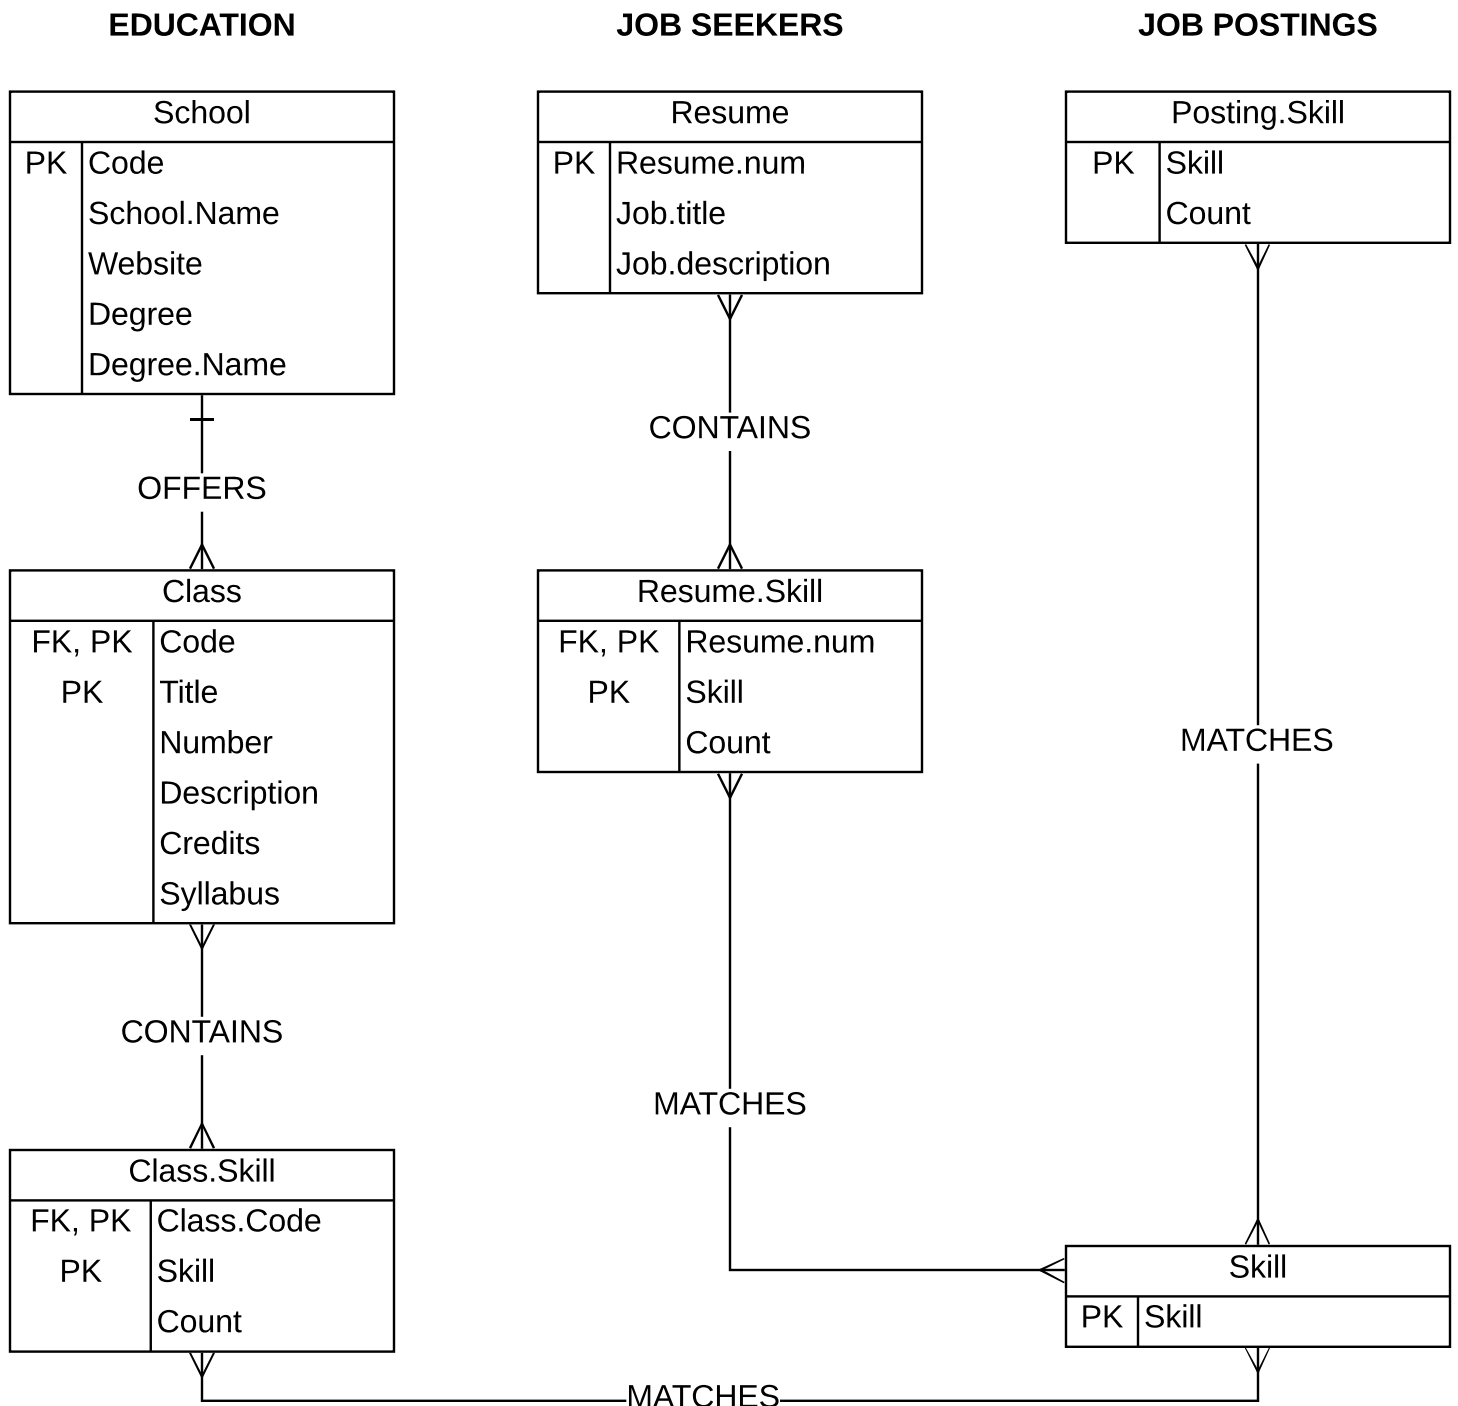 EDUCATION
JOB SEEKERS
JOB POSTINGS
School
PK Code
School.Name
Website
Degree
Degree.Name
OFFERS
Class
FK, PK Code
PK Title
Number
Description
Credits
Syllabus
CONTAINS
Class.Skill
FK, PK Class.Code
PK Skill
Count
Resume
PK Resume.num
Job.title
Job.description
CONTAINS
Resume.Skill
FK, PK Resume.num
PK Skill
Count
MATCHES
Posting.Skill
PK Skill
Count
MATCHES
Skill
PK Skill
MATCHES